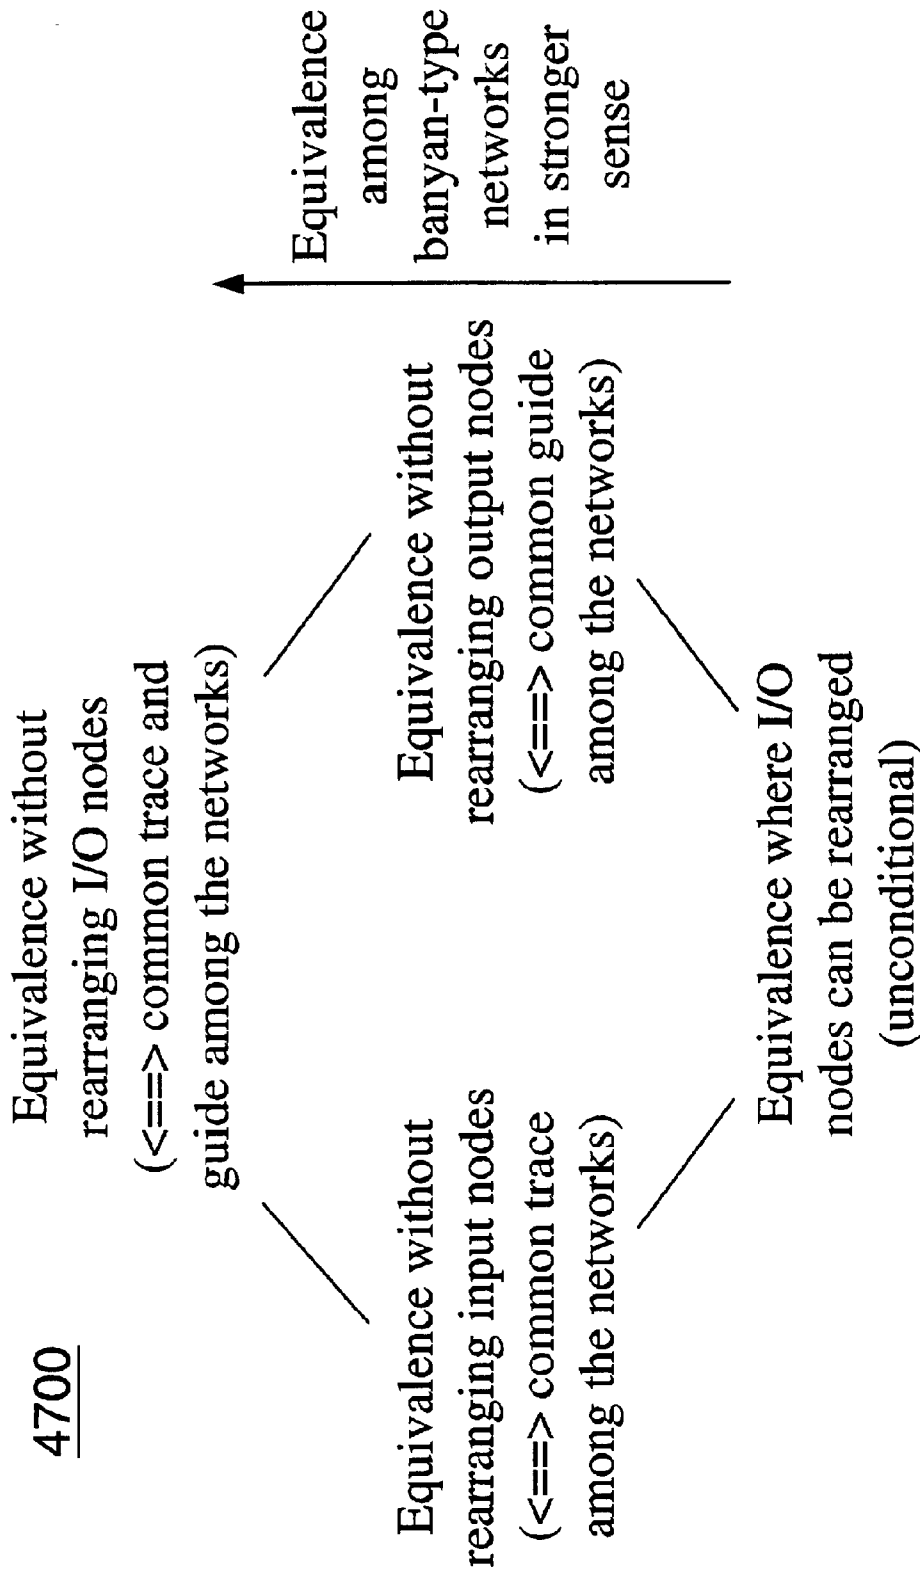 4700
Equivalence without
rearranging I/O nodes
(<==> common trace and
guide among the networks)
Equivalence without
rearranging input nodes
(<==> common trace
among the networks)
Equivalence without
rearranging output nodes
(<==> common guide
among the networks)
Equivalence where I/O
nodes can be rearranged
(unconditional)
Equivalence
among
banyan-type
networks
in stronger
sense